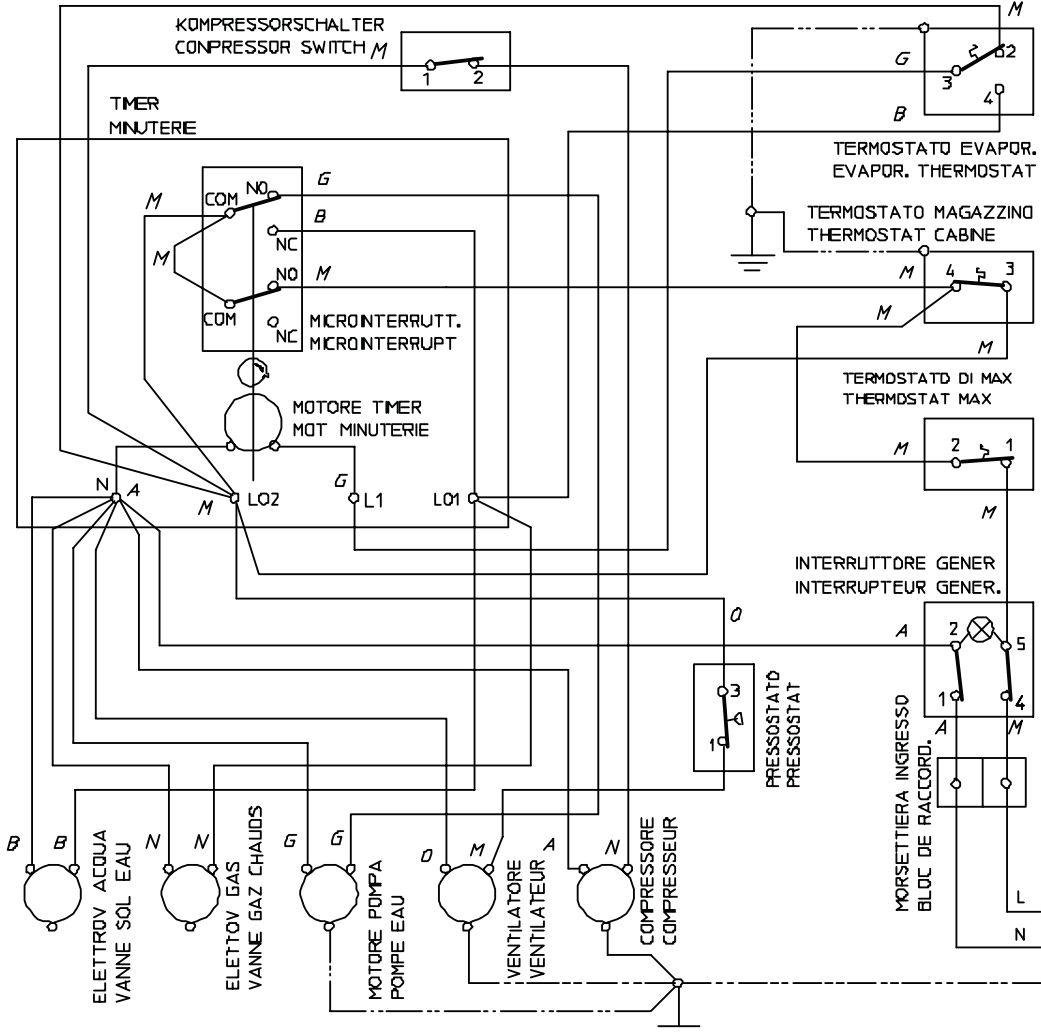 M
KOMPRESSORSCHALTER
CONPRESSOR SWITCH M
1 2
2
G
3
4
B
TIMER
MINUTERIE
TERMOSTATO EVAPOR.
EVAPOR. THERMOSTAT
G
NO
COM
M
B
TERMOSTATO MAGAZZINO
THERMOSTAT CABINE
NC
M
NO
M
M
4 3
COM
NC
M
MICROINTERRUTT.
MICROINTERRUPT
M
TERMOSTATO DI MAX
THERMOSTAT MAX
MOTORE TIMER
MOT MINUTERIE
M
2 1
G
N A
M
LO2
L1
LO1
M
INTERRUTTORE GENER
INTERRUPTEUR GENER.
O
A
2
5
3
1
PRESSOSTATO
PRESSOSTAT
1
4
A
M
MORSETTIERA INGRESSO
BLOC DE RACCORD.
B
B
N
N
G
G
O
M
A
N
ELETTROV ACQUA
VANNE SOL EAU
ELETTOV GAS
VANNE GAZ CHAUDS
MOTORE POMPA
POMPE EAU
VENTILATORE
VENTILATEUR
COMPRESSORE
COMPRESSEUR
L
N